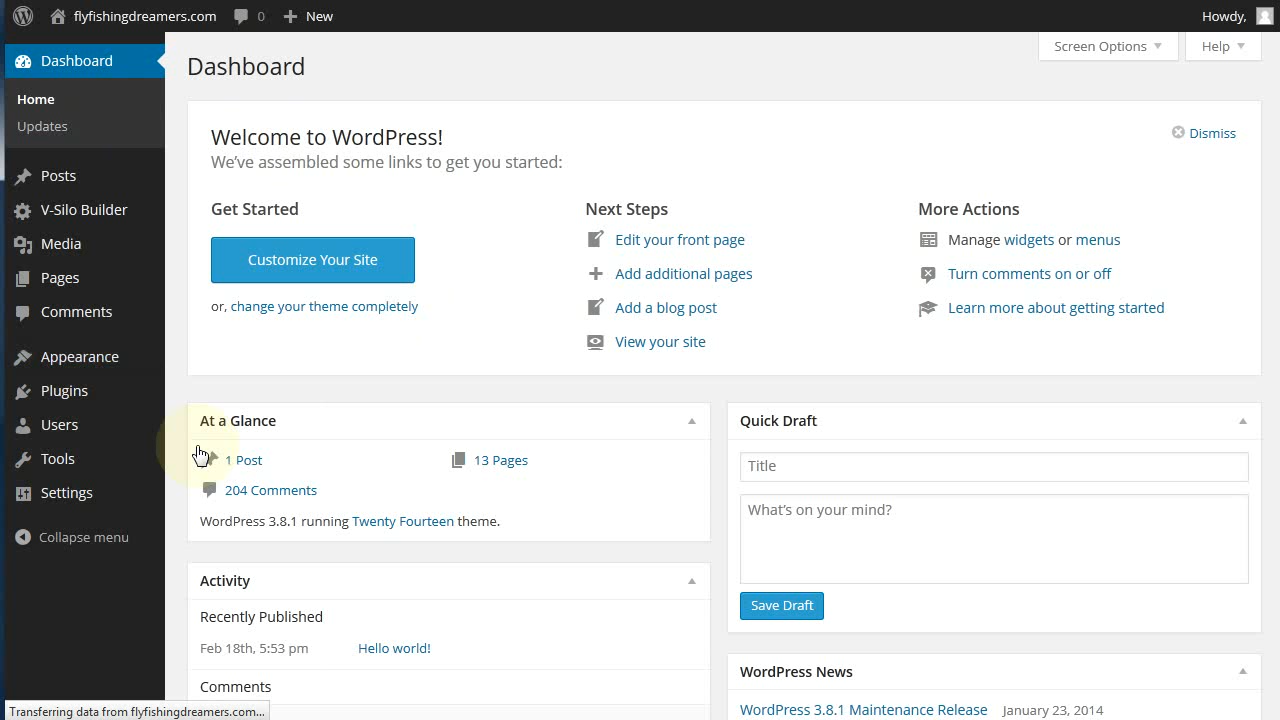 flyfishingdreamers.com 0 New Howdy,
Dashboard
Home
Updates
Posts
V-Silo Builder
Media
Pages
Comments
Appearance
Plugins
Users
Tools
Settings
Collapse menu
Screen Options Help
Dashboard
Welcome to WordPress!
Dismiss
We've assembled some links to get you started:
Get Started
Customize Your Site
or, change your theme completely
Next Steps
Edit your front page
Add additional pages
Add a blog post
View your site
More Actions
Manage widgets or menus
Turn comments on or off
Learn more about getting started
At a Glance
1 Post 13 Pages
204 Comments
WordPress 3.8.1 running Twenty Fourteen theme.
Activity
Recently Published
Feb 18th, 5:53 pm Hello world!
Comments
Quick Draft
Title
What's on your mind?
Save Draft
WordPress News
WordPress 3.8.1 Maintenance Release January 23, 2014
Transferring data from flyfishingdreamers.com...